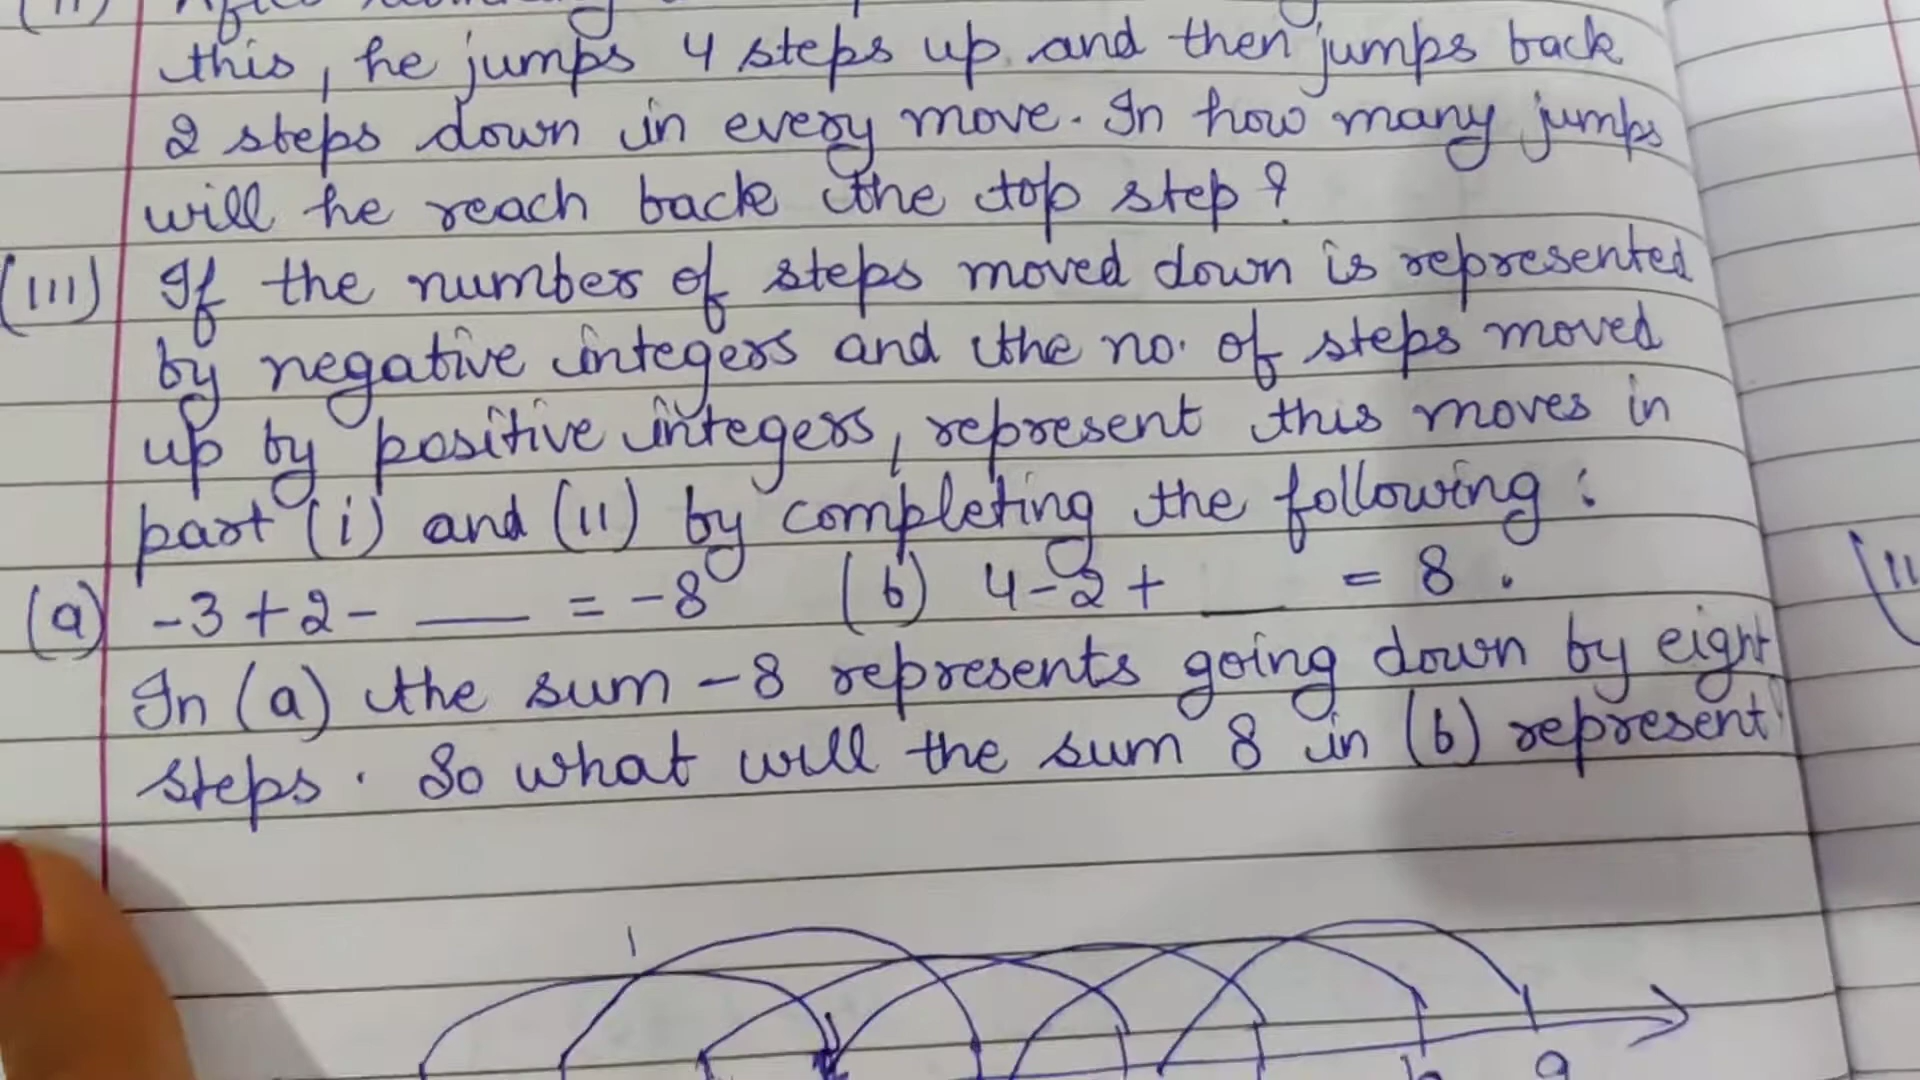 (II) After
this, he jumps 4 steps up and then jumps back
2 steps down in every move. In how many jumps
will he reach back the top step?
(III) If the number of steps moved down is represented
by negative integers and the no. of steps moved
up by positive integers, represent this moves in
part (i) and (II) by completing the following:
(a) -3+2- ___ = -8 (b) 4-2+ ___ = 8.
In (a) the sum -8 represents going down by eight
steps. So what will the sum 8 in (b) represent
9